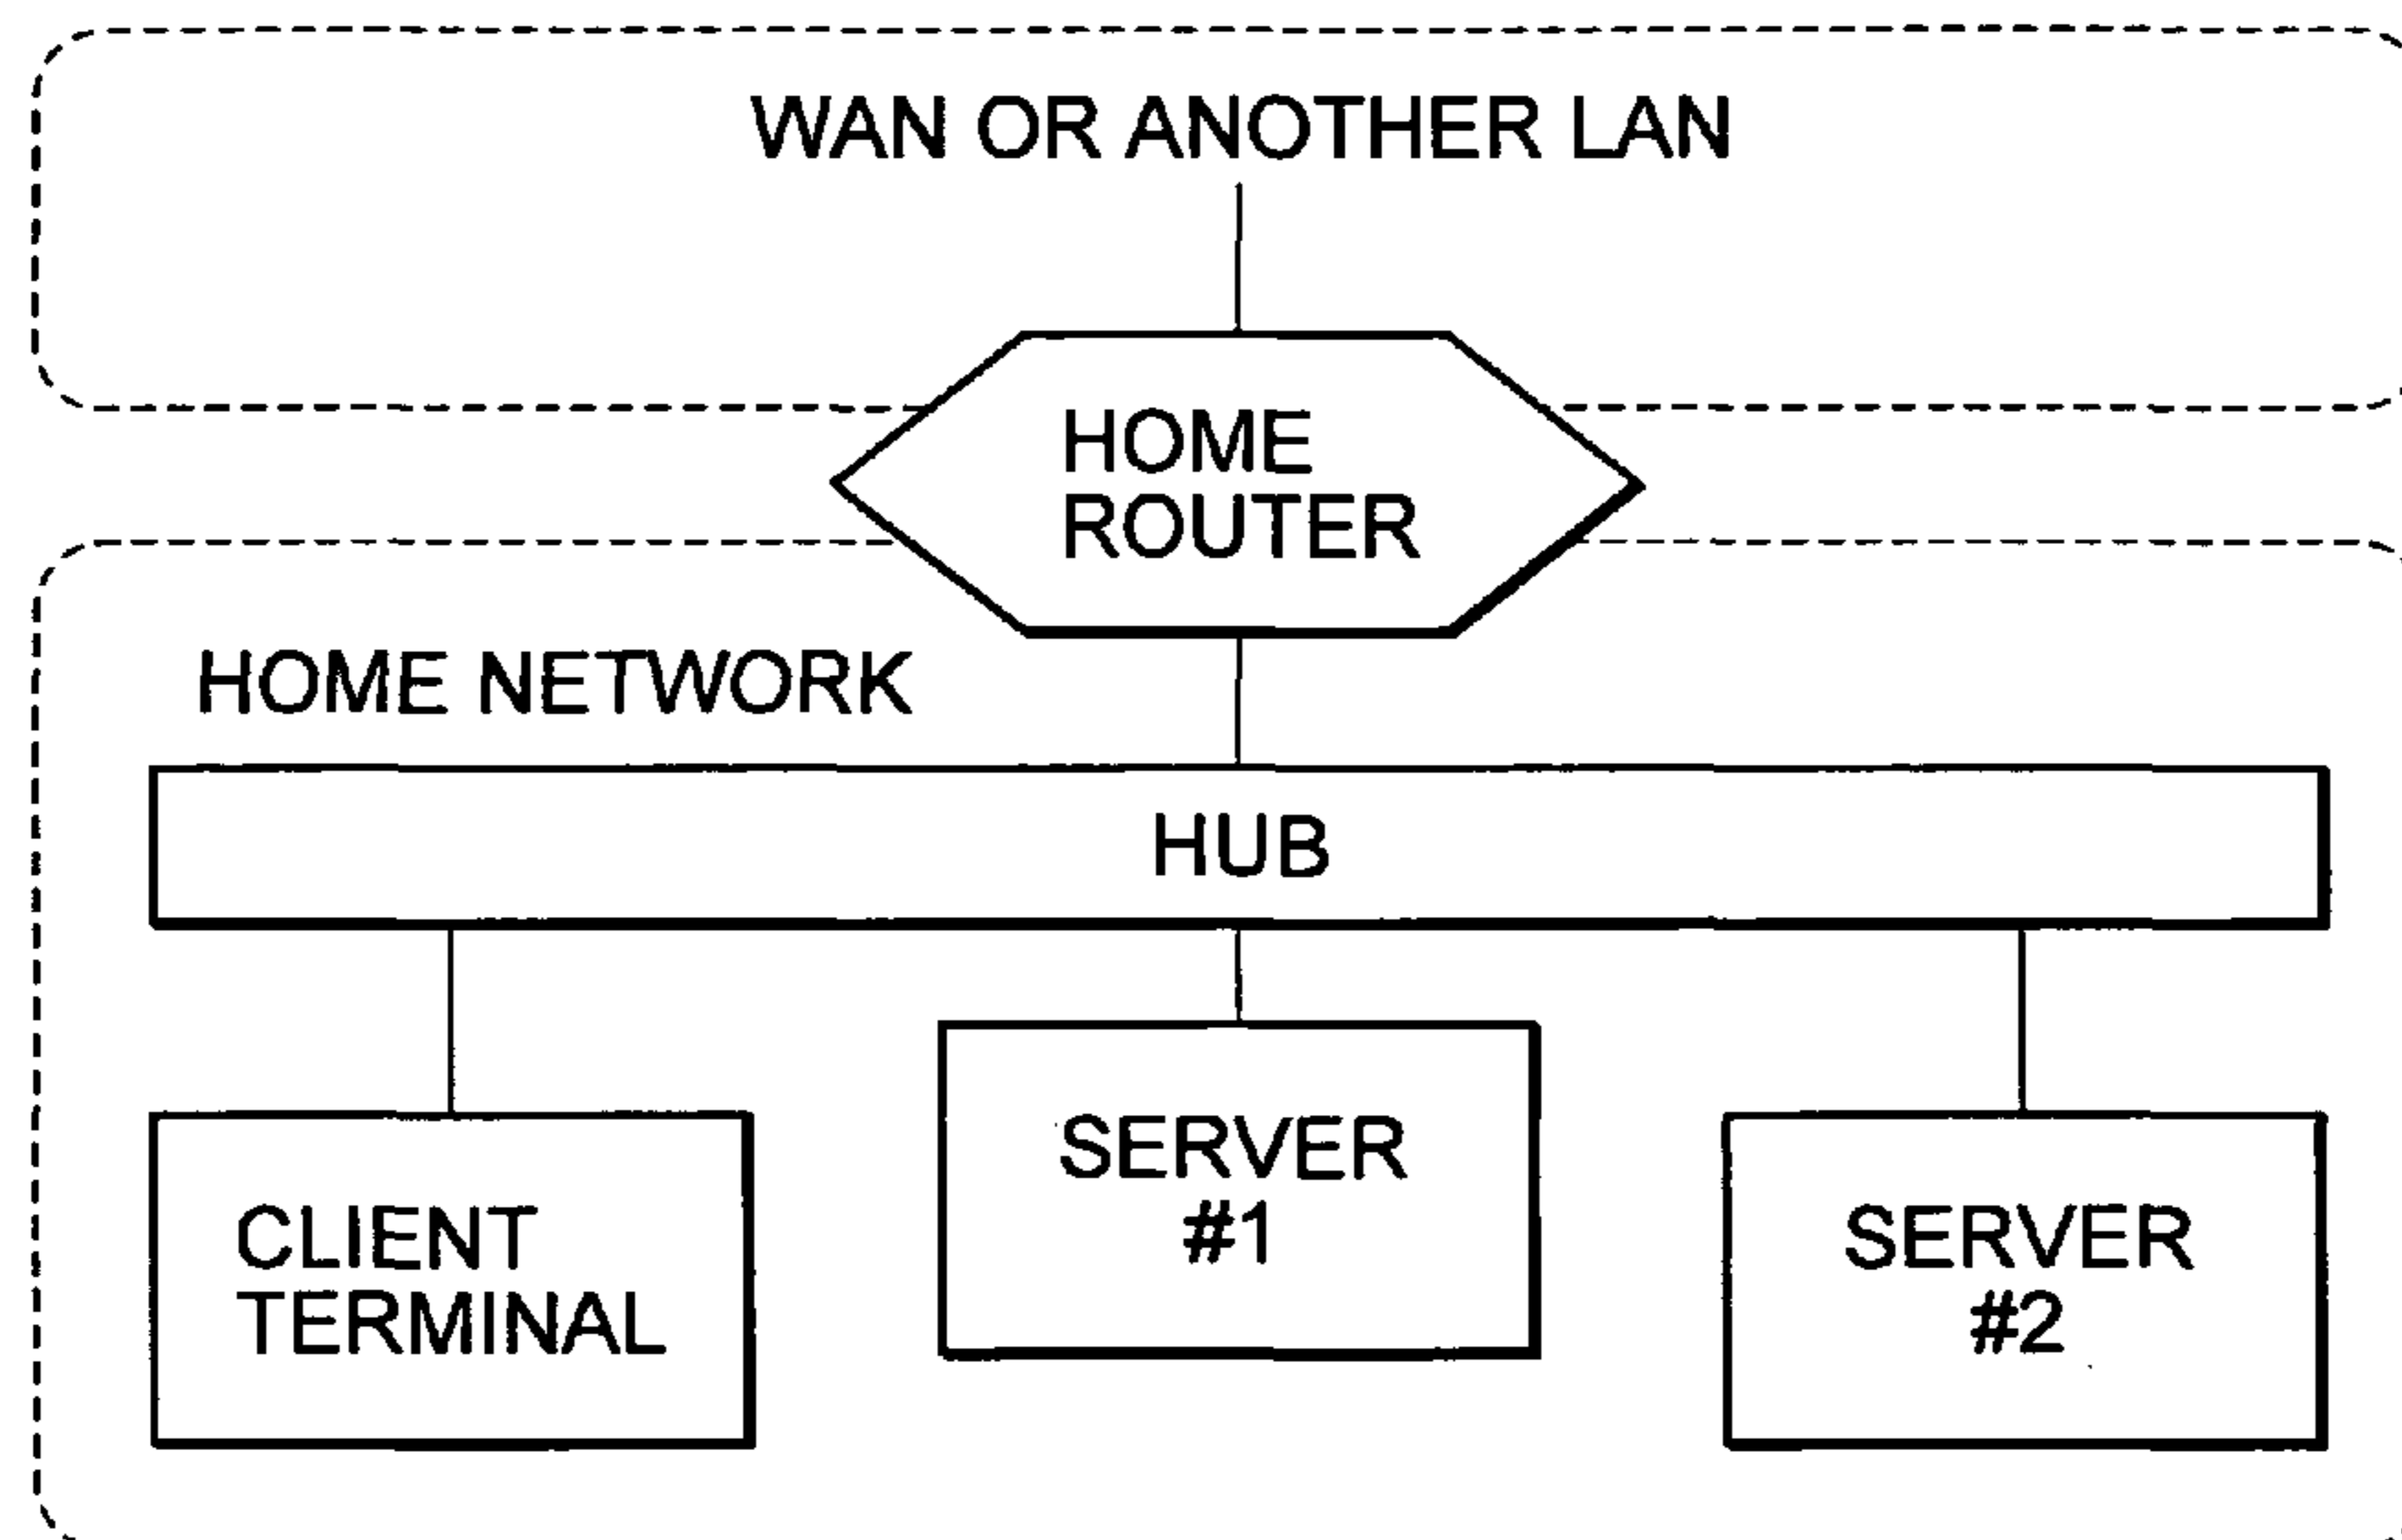 WAN OR ANOTHER LAN
HOME
ROUTER
HOME NETWORK
HUB
CLIENT
TERMINAL
SERVER
#1
SERVER
#2